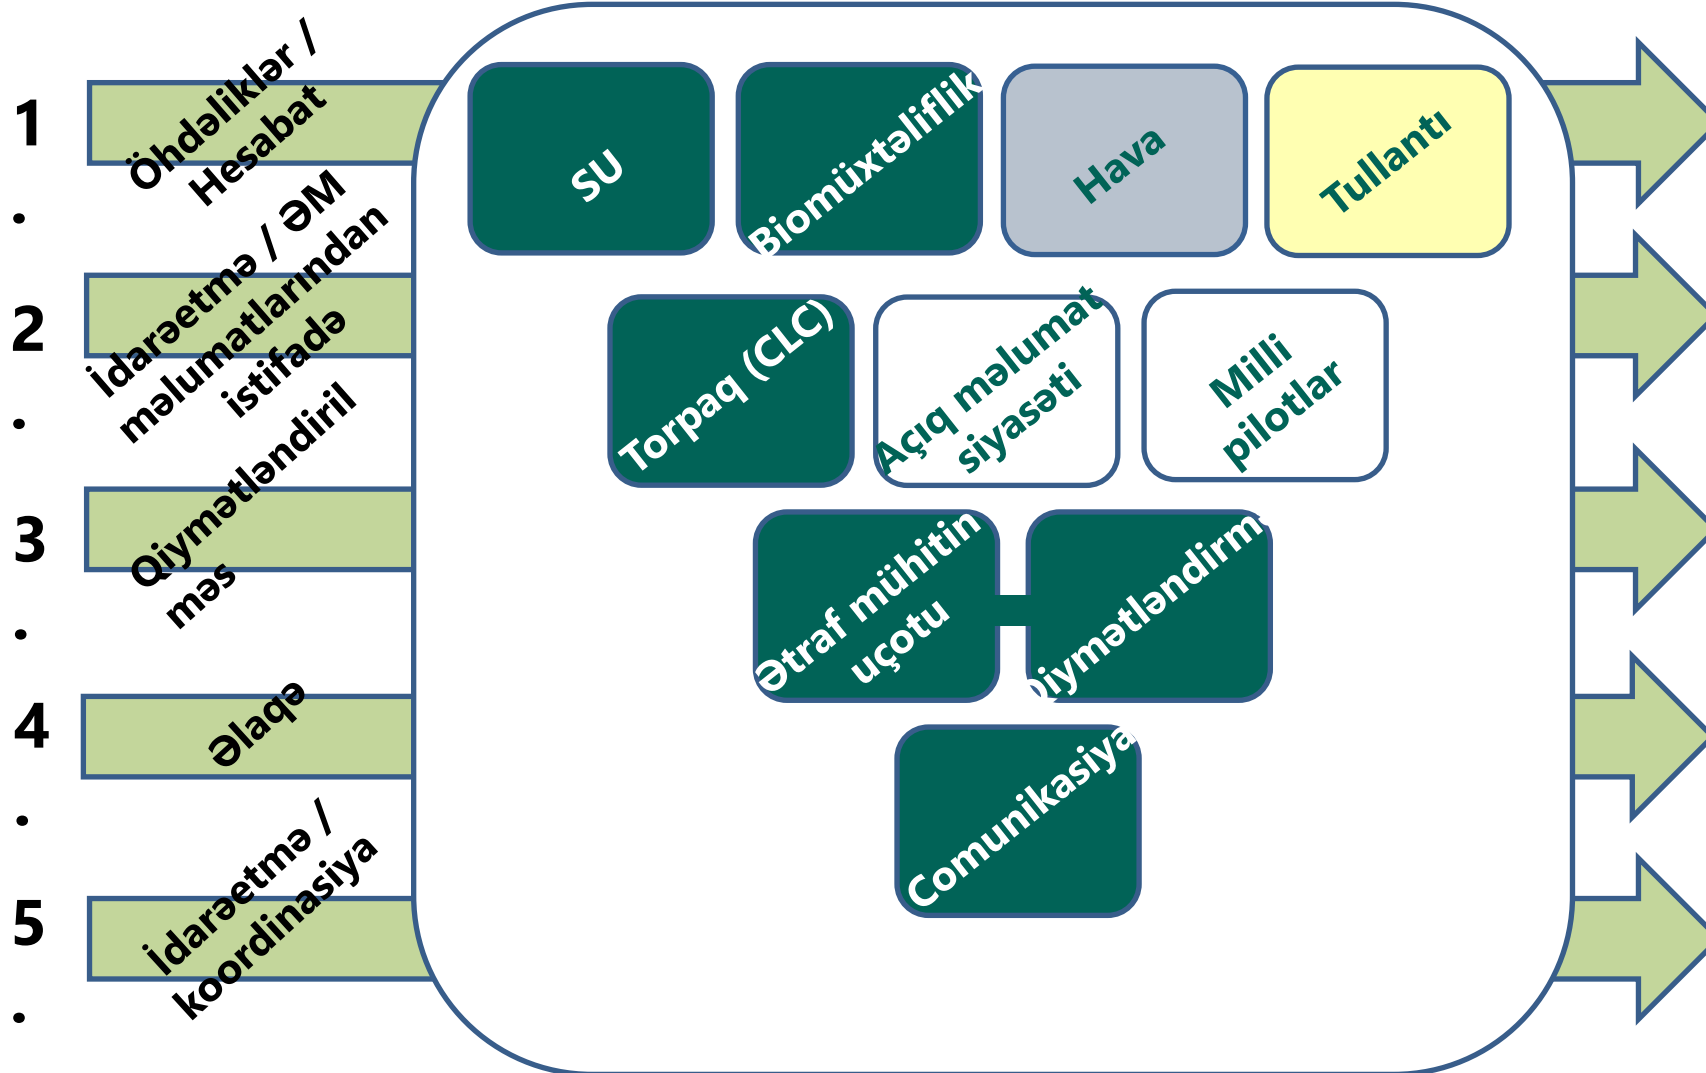 1
.
Öhdəliklər /
Hesabat
2
.
İdarəetmə / ƏM
məlumatlarından
istifadə
3
.
Qiymətləndiril
məs
4
.
Əlaqə
5
.
İdarəetmə /
koordinasiya
SU
Biomüxtəliflik
Hava
Tullantı
Torpaq (CLC)
Açıq məlumat
siyasəti
Milli
pilotlar
Ətraf mühitin
uçotu
Comunikasiya